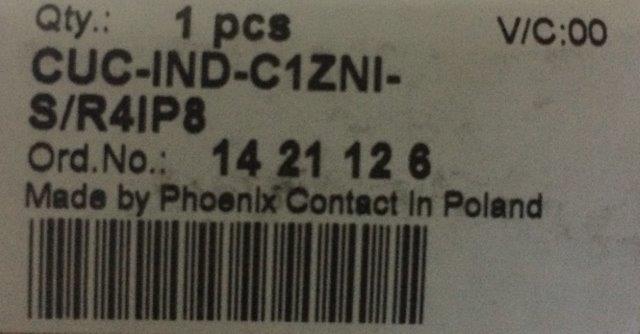 Qty.: 1 pcs V/C:00
CUC-IND-C1ZNI-
S/R4IP8
Ord.No.: 14 21 12 6
Made by Phoenix Contact in Poland